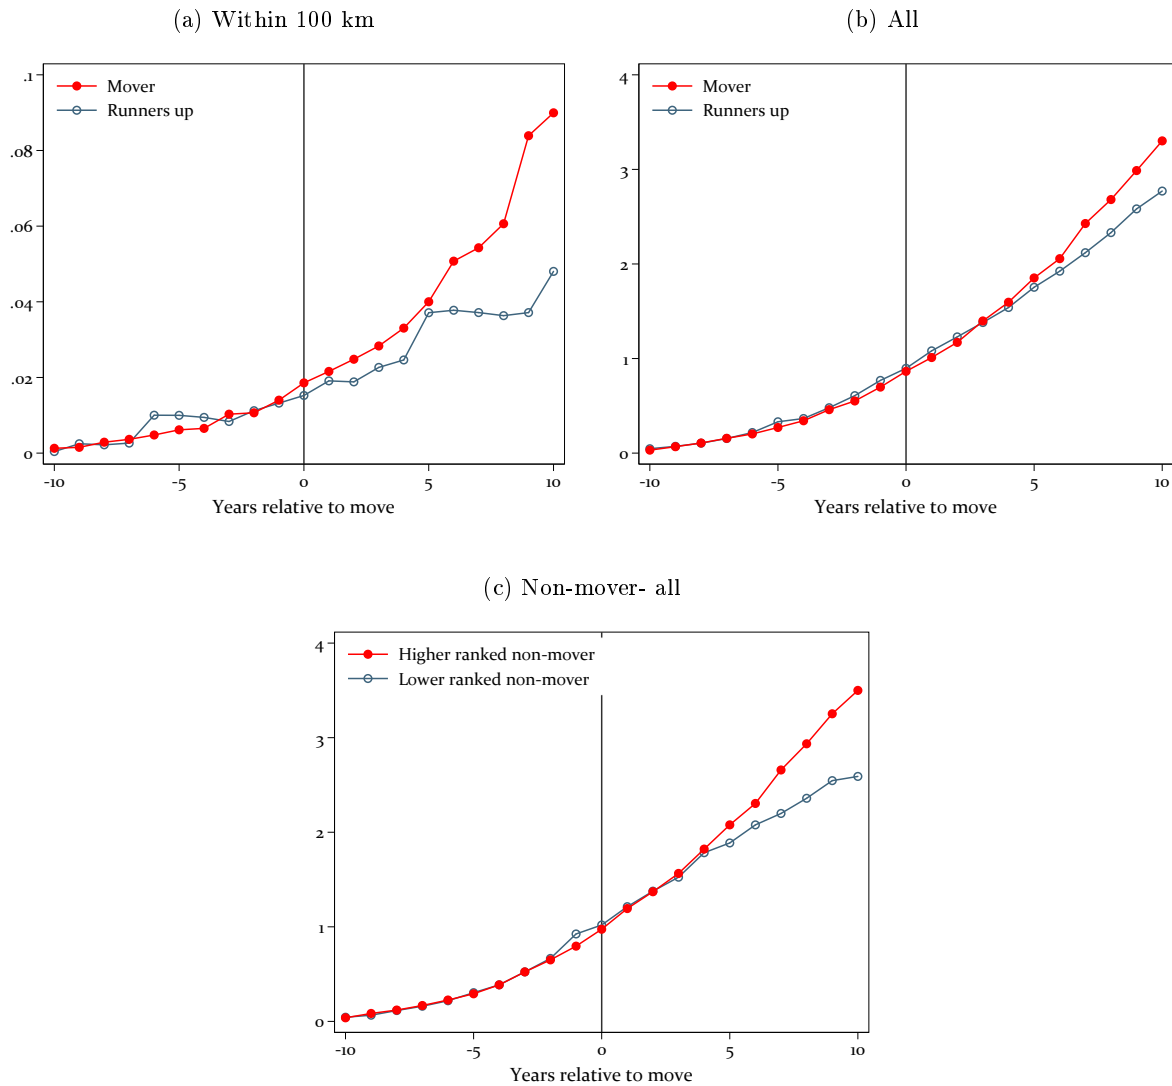 (a) Within 100 km
.1
.08
.06
.04
.02
0
Mover
Runners up
-10 -5 0 5 10
Years relative to move
(b) All
4
3
2
1
0
Mover
Runners up
-10 -5 0 5 10
Years relative to move
(c) Non-mover- all
4
3
2
1
0
Higher ranked non-mover
Lower ranked non-mover
-10 -5 0 5 10
Years relative to move